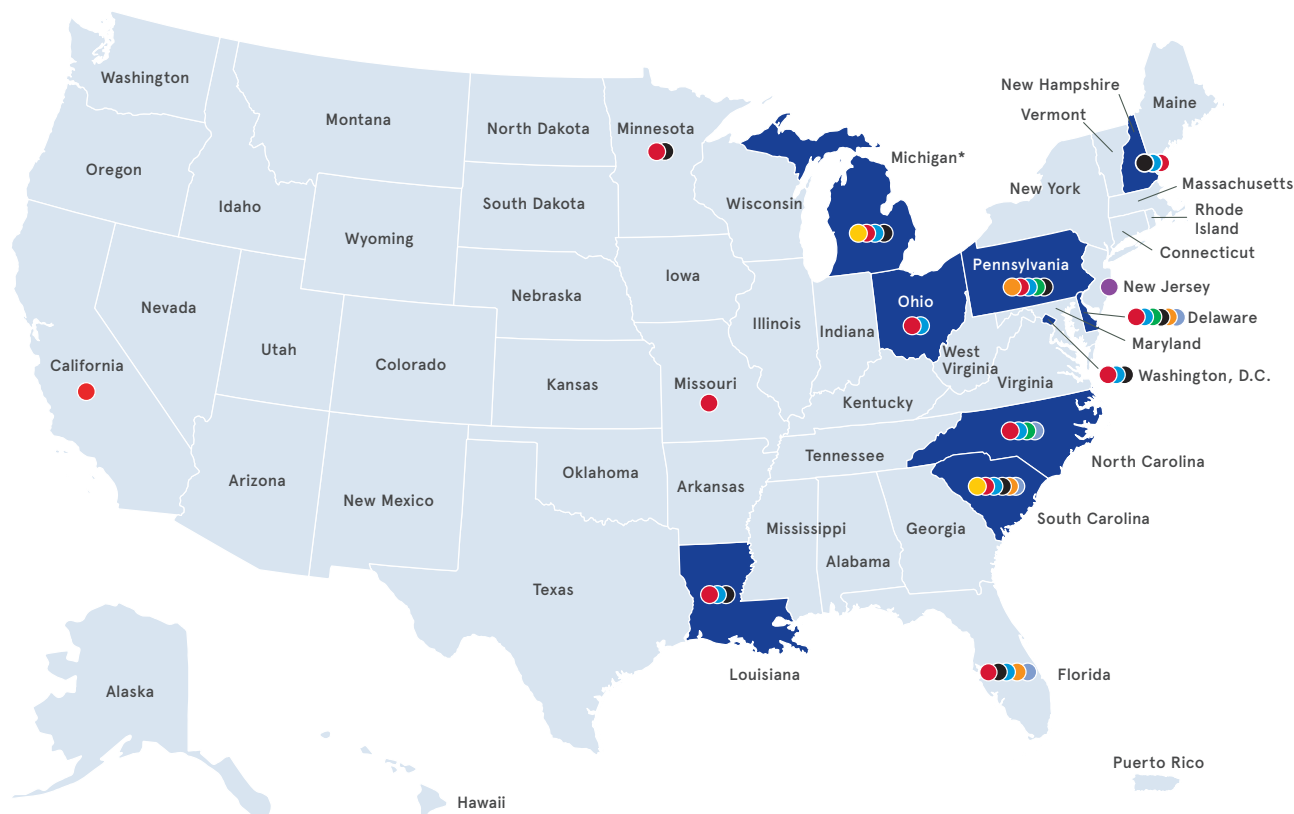 Washington
Montana
North Dakota
Minnesota
New Hampshire
Vermont
Maine
Oregon
Idaho
South Dakota
Wisconsin
Michigan*
New York
Massachusetts
Rhode
Island
Wyoming
Connecticut
Iowa
Pennsylvania
New Jersey
Nebraska
Nevada
Ohio
Illinois
Indiana
Delaware
Maryland
Utah
California
Colorado
West
Virginia
Kansas
Missouri
Virginia
Washington, D.C.
Kentucky
Tennessee
North Carolina
Arizona
New Mexico
Oklahoma
Arkansas
South Carolina
Mississippi
Georgia
Alabama
Texas
Louisiana
Florida
Alaska
Puerto Rico
Hawaii